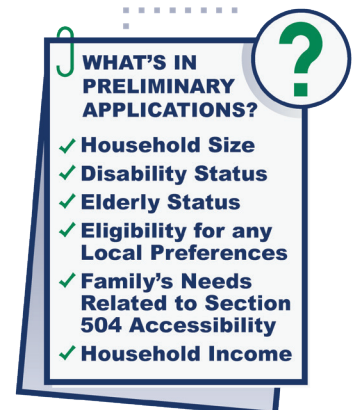 ?
WHAT'S IN
PRELIMINARY
APPLICATIONS?
✓ Household Size
✓ Disability Status
✓ Elderly Status
✓ Eligibility for any
Local Preferences
✓ Family's Needs
Related to Section
504 Accessibility
✓ Household Income